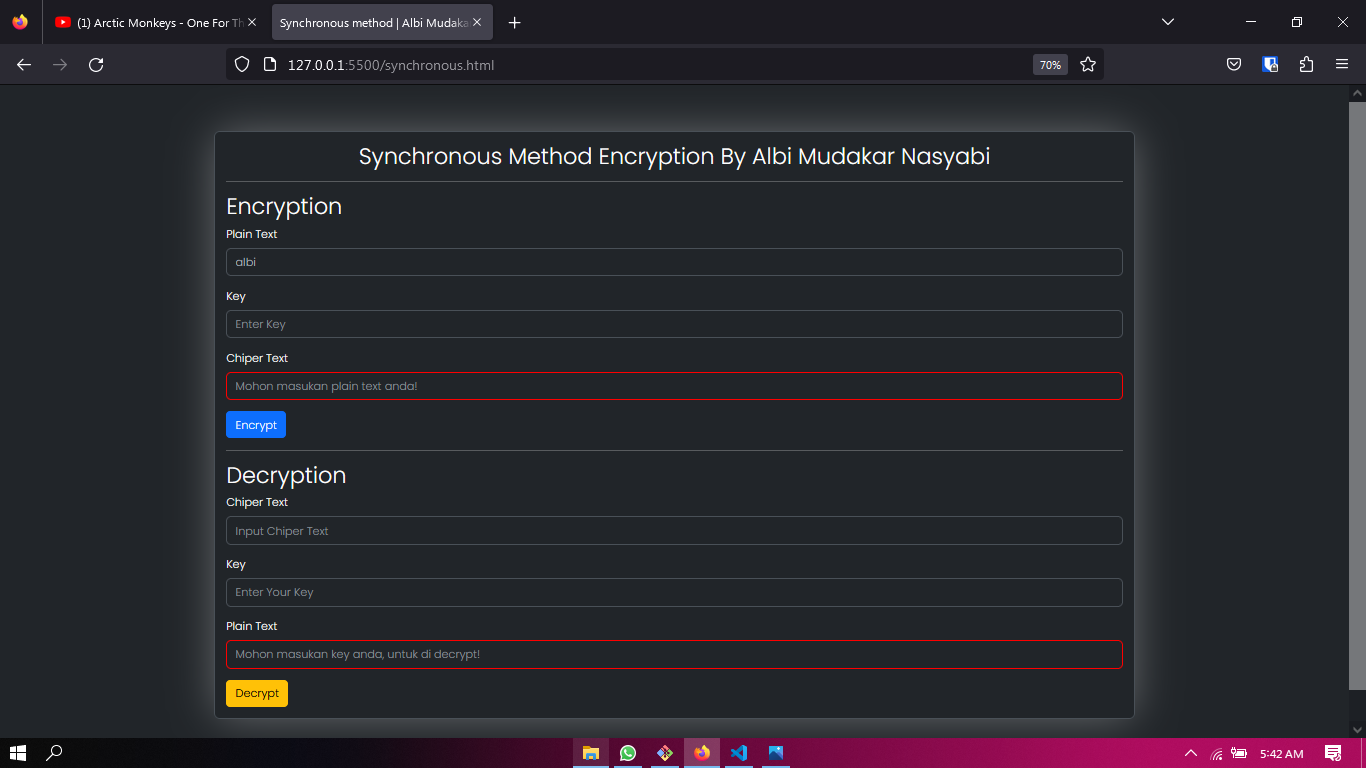 (1) Arctic Monkeys - One For Th
Synchronous method | Albi Mudaka
127.0.0.1:5500/synchronous.html
70%
Synchronous Method Encryption By Albi Mudakar Nasyabi
Encryption
Plain Text
albi
Key
Enter Key
Chiper Text
Mohon masukan plain text anda!
Encrypt
Decryption
Chiper Text
Input Chiper Text
Key
Enter Your Key
Plain Text
Mohon masukan key anda, untuk di decrypt!
Decrypt
5:42 AM